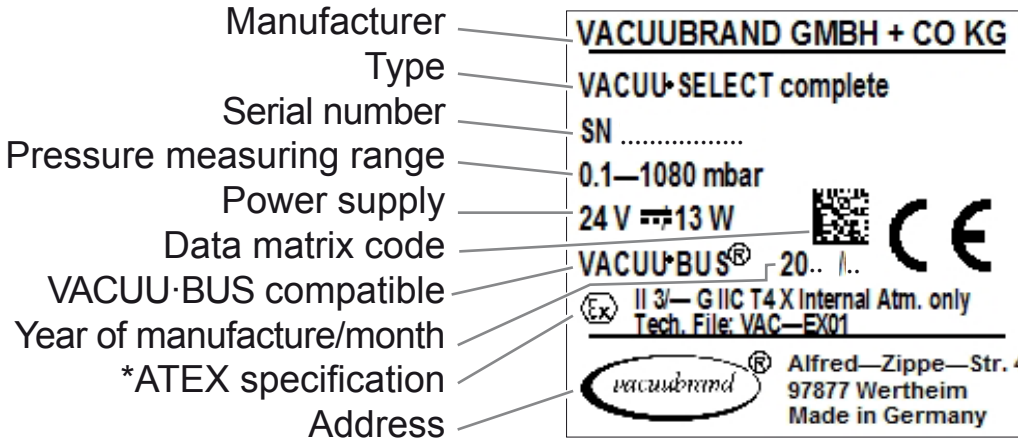 Manufacturer
Type
Serial number
Pressure measuring range
Power supply
Data matrix code
VACUU·BUS compatible
Year of manufacture/month
*ATEX specification
Address
VACUUBRAND GMBH + CO KG
VACUU·SELECT complete
SN .................
0.1—1080 mbar
24 V ⎓ 13 W
CE
VACUU·BUS® 20.. /..
Ex II 3/— G IIC T4 X Internal Atm. only
Tech. File: VAC—EX01
vacuubrand ®
Alfred—Zippe—Str. 4
97877 Wertheim
Made in Germany